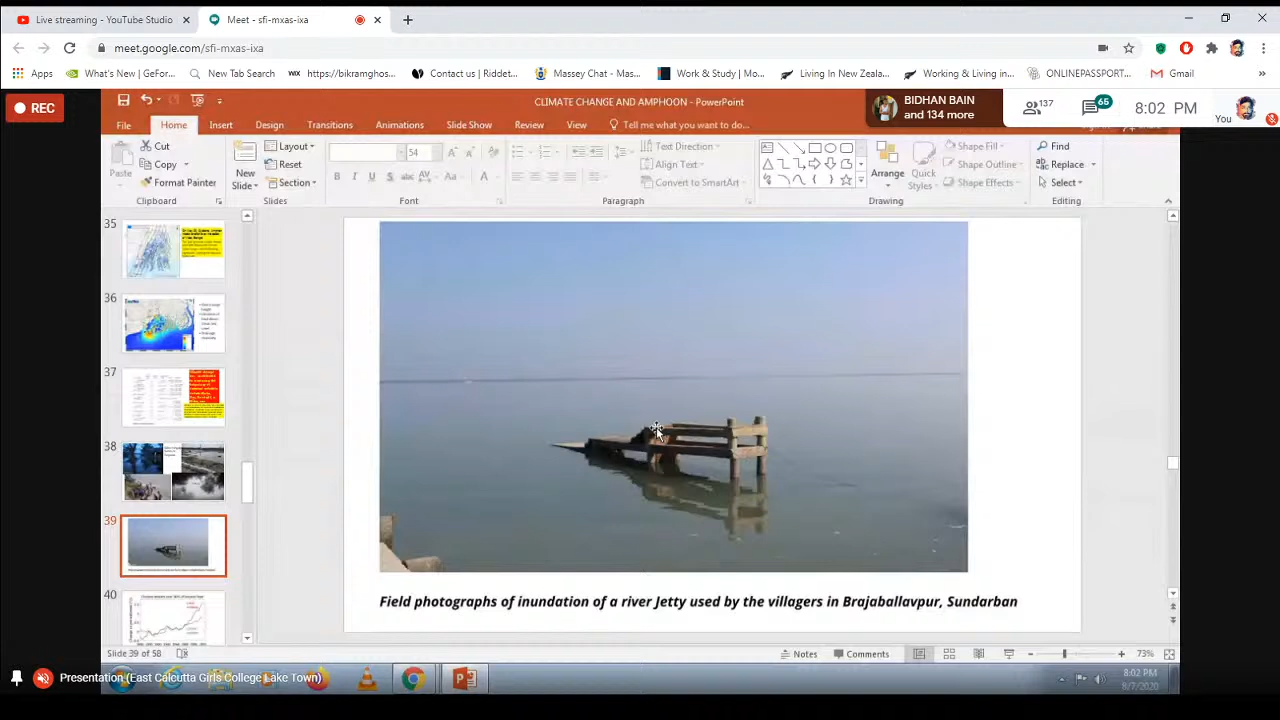 Live streaming - YouTube Studio
Meet - sfi-mxas-ixa
meet.google.com/sfi-mxas-ixa
Apps
What's New (GeFor...
New Tab Search
WIX https://bikramghos...
Contact us | Riddet...
Massey Chat - Mas...
Work & Study | Mo...
Living In New Zeala...
Working & Living in...
ONLINEPASSPORT...
Gmail
REC
CLIMATE CHANGE AND AMPHOON - PowerPoint
BIDHAN BAIN
and 134 more
137
65
8:02 PM
You
File Home Insert Design Transitions Animations Slide Show Review View Tell me what you want to do...
Paste
Cut
Copy
Format Painter
Clipboard
New
Slide
Layout
Reset
Section
Slides
54
Font
Text Direction
Align Text
Convert to SmartArt
Paragraph
Arrange
Quick
Styles
Shape Fill
Shape Outline
Shape Effects
Drawing
Find
Replace
Select
Editing
35
36
37
38
39
40
Field photographs of inundation of a river Jetty used by the villagers in Brajaballavpur, Sundarban
Slide 39 of 58
Notes
Comments
73%
Presentation (East Calcutta Girls College Lake Town)
8:02 PM
8/7/2020